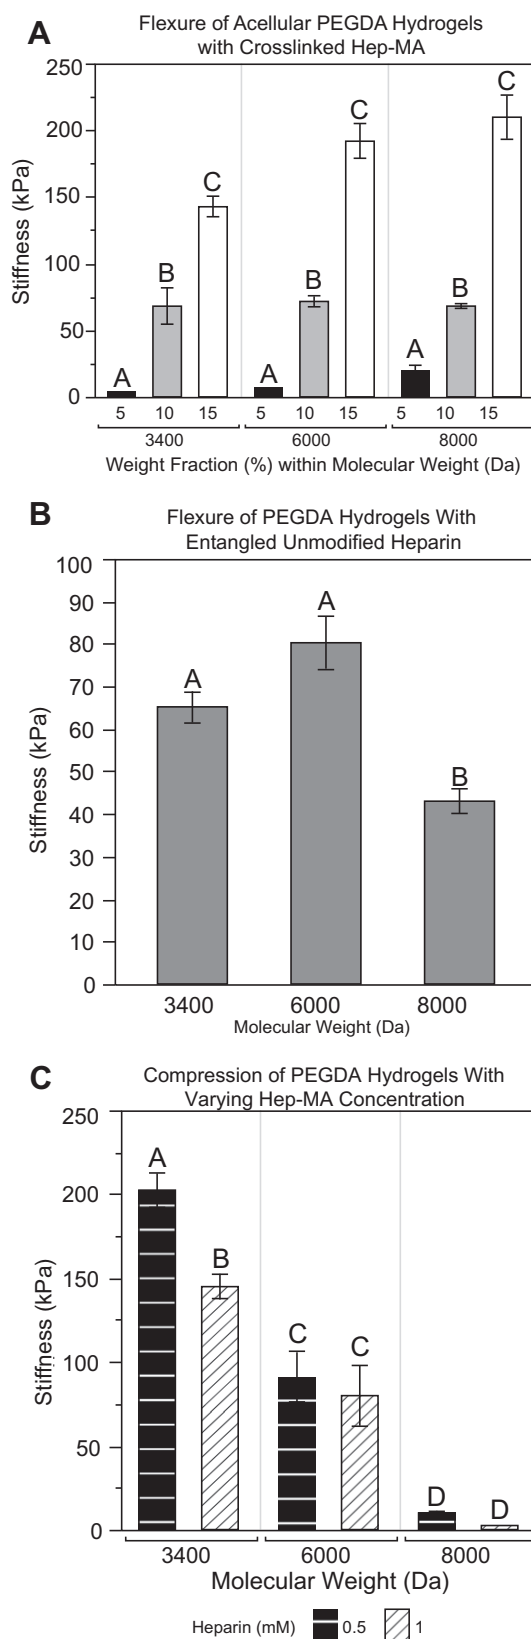 A
Flexure of Acellular PEGDA Hydrogels
with Crosslinked Hep-MA
Stiffness (kPa)
250
200
150
100
50
0
A
B
C
A
B
C
A
B
C
5 10 15 5 10 15 5 10 15
3400 6000 8000
Weight Fraction (%) within Molecular Weight (Da)
B
Flexure of PEGDA Hydrogels With
Entangled Unmodified Heparin
Stiffness (kPa)
100
90
80
70
60
50
40
30
20
10
0
A
A
B
3400 6000 8000
Molecular Weight (Da)
C
Compression of PEGDA Hydrogels With
Varying Hep-MA Concentration
Stiffness (kPa)
250
200
150
100
50
0
A
B
C
C
D
D
3400 6000 8000
Molecular Weight (Da)
Heparin (mM) 0.5 1